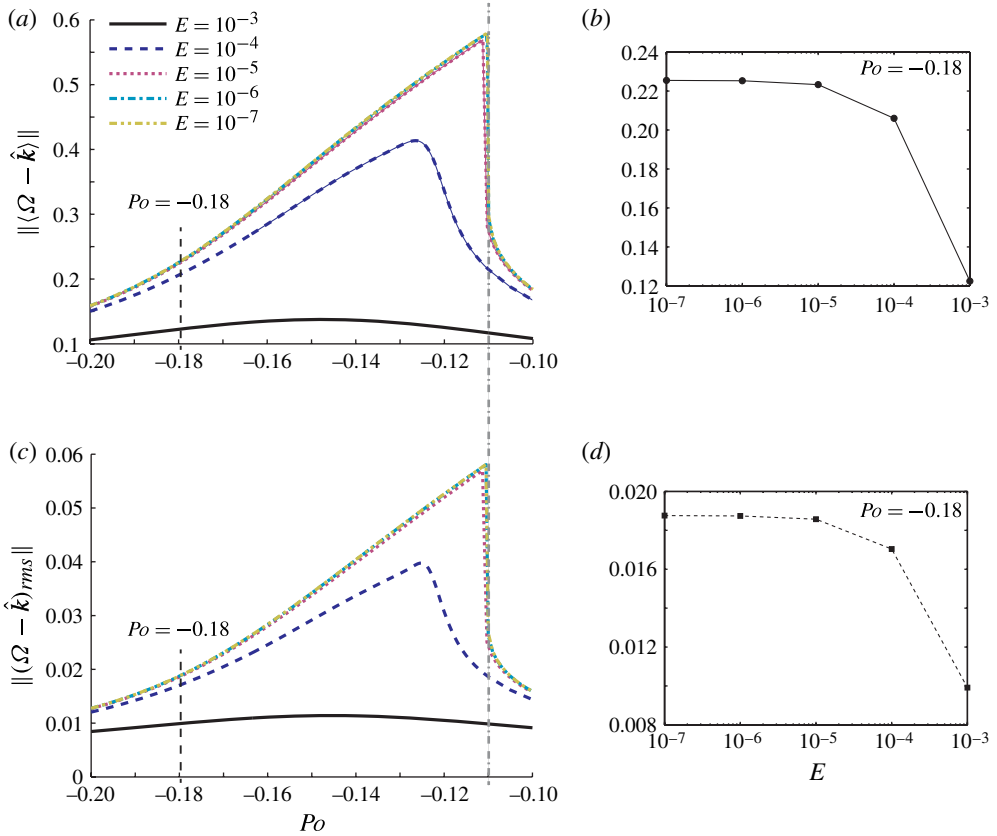 (a)
0.6
0.5
0.4
0.3
0.2
0.1
‖⟨Ω − k̂⟩‖
E = 10⁻³
E = 10⁻⁴
E = 10⁻⁵
E = 10⁻⁶
E = 10⁻⁷
Po = −0.18
−0.20 −0.18 −0.16 −0.14 −0.12 −0.10
(b)
0.24
0.22
0.20
0.18
0.16
0.14
0.12
Po = −0.18
10⁻⁷ 10⁻⁶ 10⁻⁵ 10⁻⁴ 10⁻³
(c)
0.06
0.05
0.04
0.03
0.02
0.01
0
‖(Ω − k̂)rms‖
Po = −0.18
−0.20 −0.18 −0.16 −0.14 −0.12 −0.10
Po
(d)
0.020
0.016
0.012
0.008
Po = −0.18
10⁻⁷ 10⁻⁶ 10⁻⁵ 10⁻⁴ 10⁻³
E